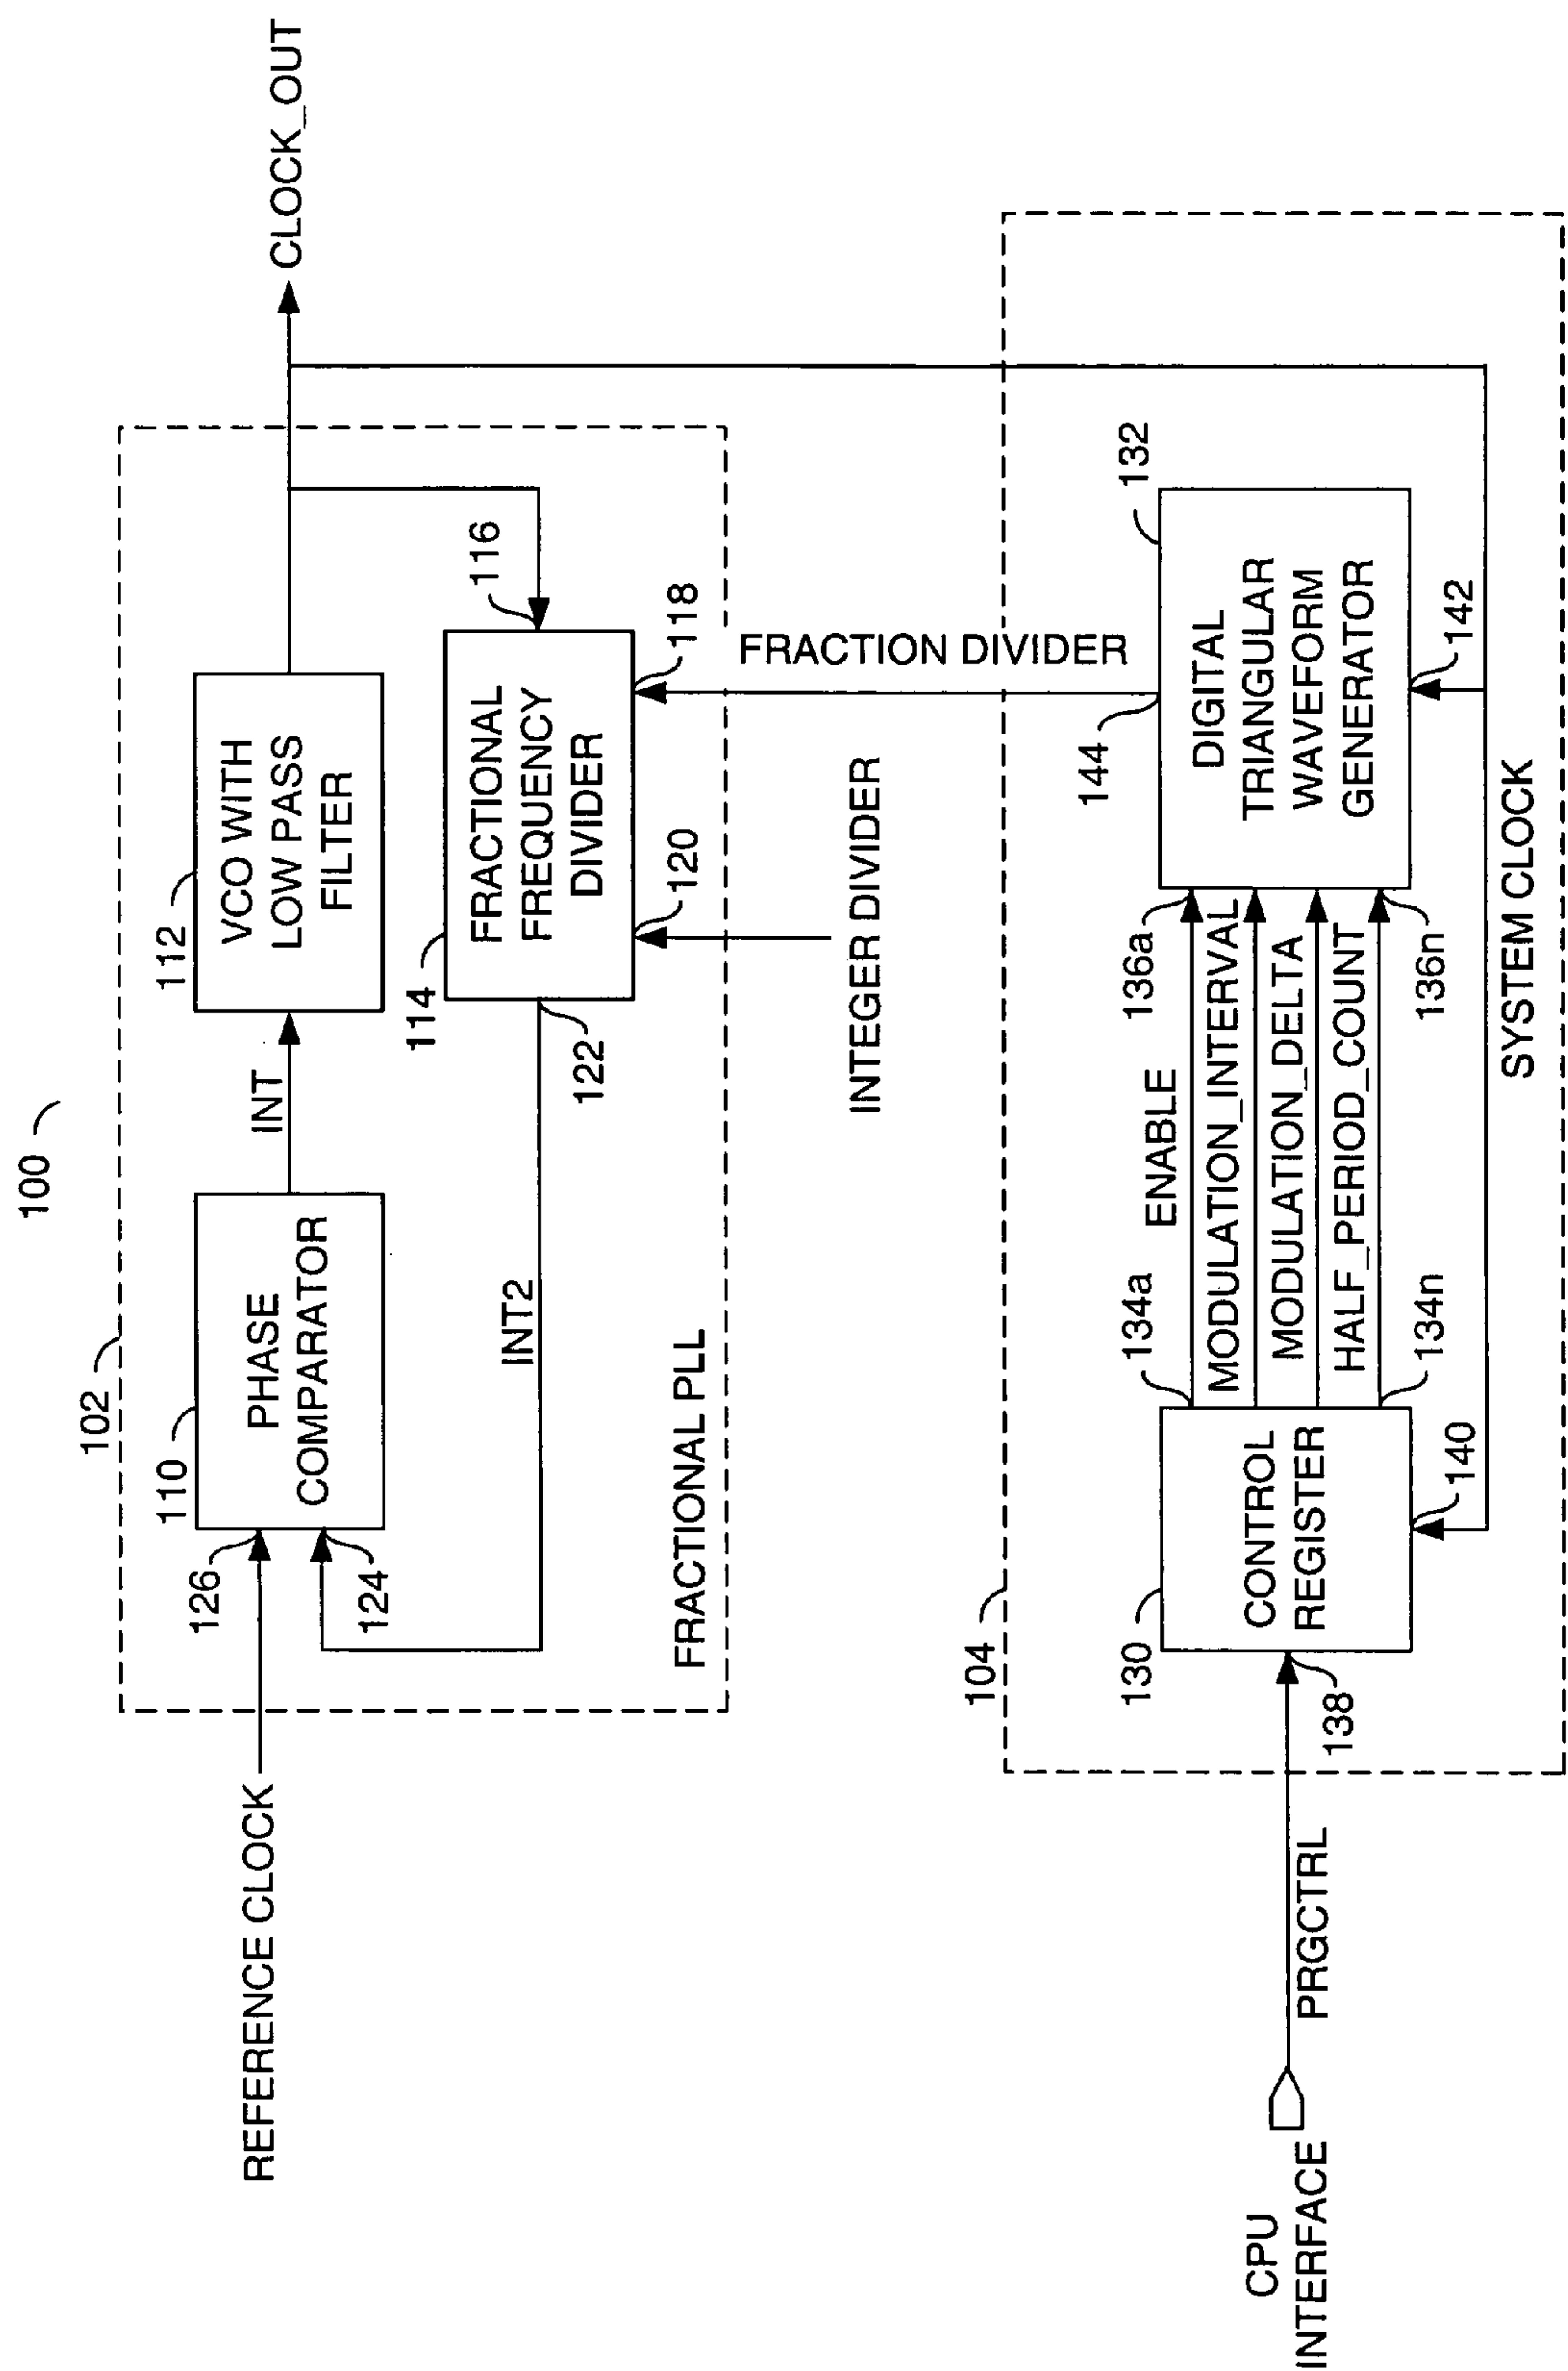 100
102
REFERENCE CLOCK
126
124
110
PHASE
COMPARATOR
INT
112
VCO WITH
LOW PASS
FILTER
CLOCK_OUT
INT2
114
FRACTIONAL
FREQUENCY
DIVIDER
116
122
120
118
FRACTIONAL PLL
INTEGER DIVIDER
FRACTION DIVIDER
104
CPU
INTERFACE
PRGCTRL
138
130
CONTROL
REGISTER
140
134a
ENABLE
136a
MODULATION_INTERVAL
MODULATION_DELTA
HALF_PERIOD_COUNT
134n
136n
144
132
DIGITAL
TRIANGULAR
WAVEFORM
GENERATOR
142
SYSTEM CLOCK